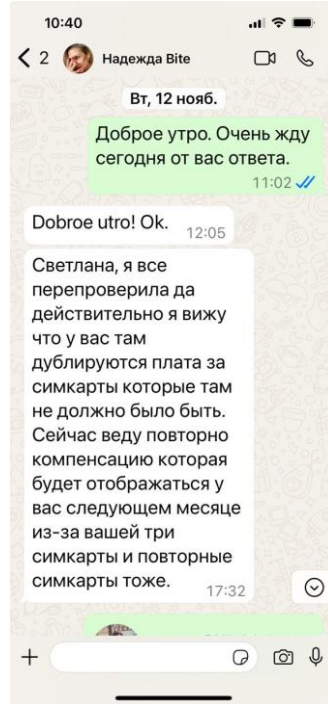 10:40
2 Надежда Bite
Вт, 12 нояб.
Доброе утро. Очень жду
сегодня от вас ответа.
11:02
Dobroe utro! Ok.
12:05
Светлана, я все
перепроверила да
действительно я вижу
что у вас там
дублируются плата за
симкарты которые там
не должно было быть.
Сейчас веду повторно
компенсацию которая
будет отображаться у
вас следующем месяце
из-за вашей три
симкарты и повторные
симкарты тоже.
17:32